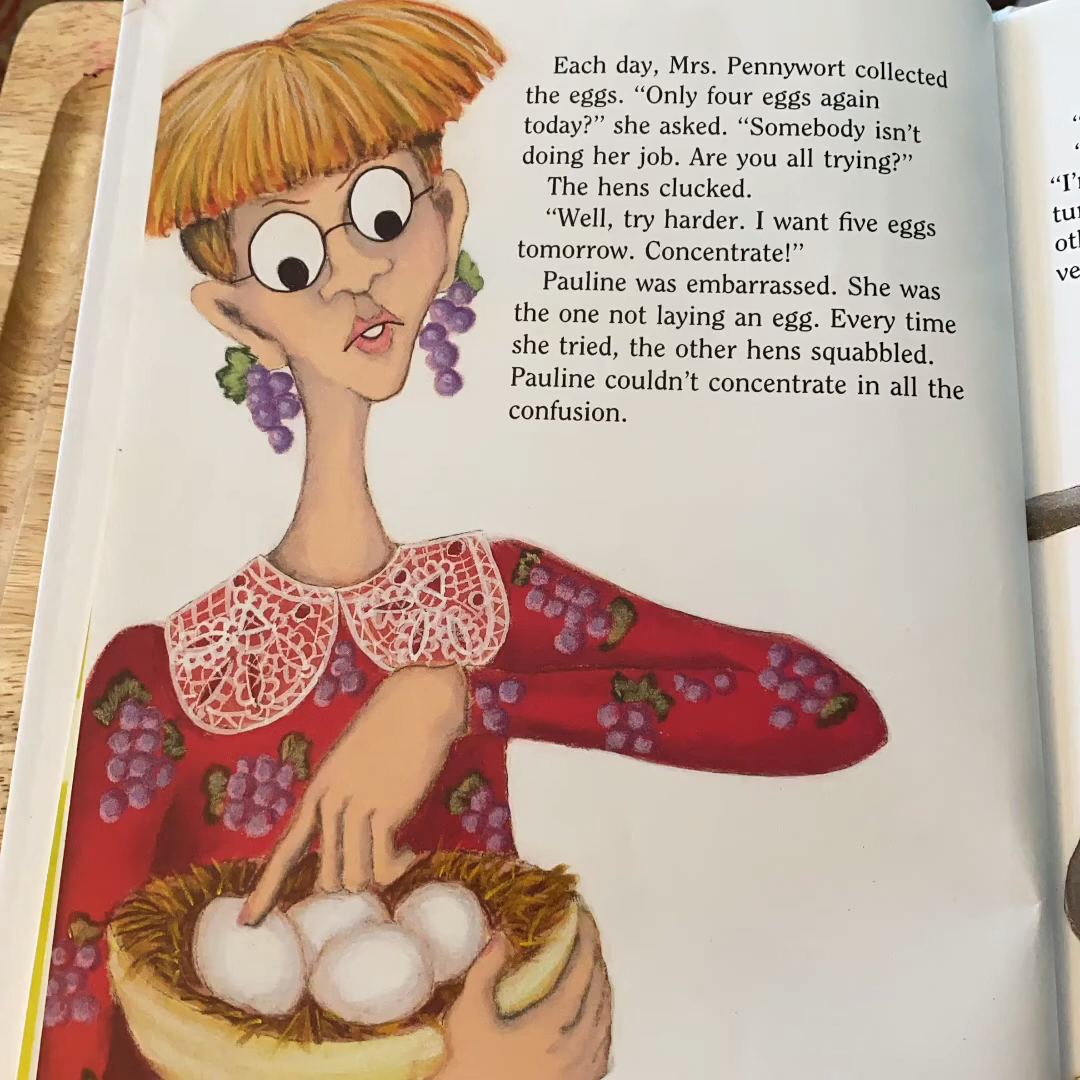 Each day, Mrs. Pennywort collected
the eggs. “Only four eggs again
today?” she asked. “Somebody isn’t
doing her job. Are you all trying?”
The hens clucked.
“Well, try harder. I want five eggs
tomorrow. Concentrate!”
Pauline was embarrassed. She was
the one not laying an egg. Every time
she tried, the other hens squabbled.
Pauline couldn’t concentrate in all the
confusion.